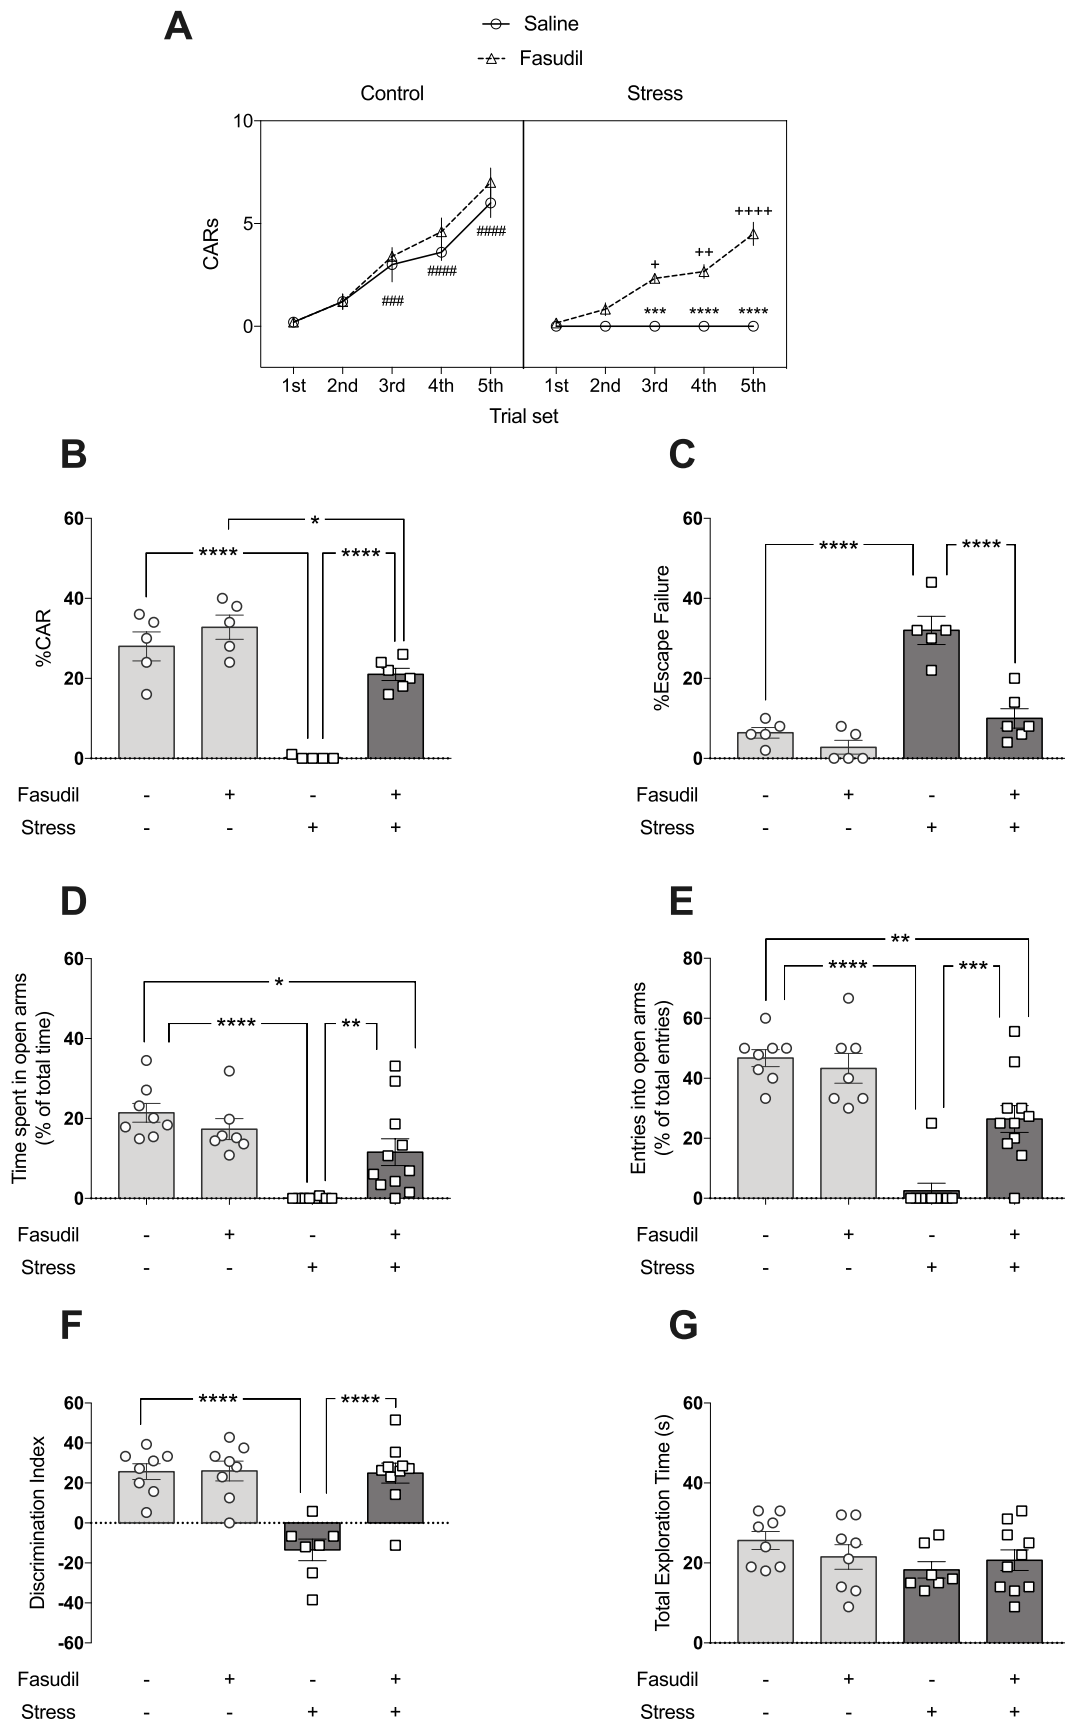 A
Saline
Fasudil
Control
Stress
10
5
0
CARs
+
++
++++
###
####
####
***
****
****
1st 2nd 3rd 4th 5th 1st 2nd 3rd 4th 5th
Trial set
B
60
40
20
0
%CAR
*
****
****
Fasudil - + - +
Stress - - + +
C
60
40
20
0
%Escape Failure
****
****
Fasudil - + - +
Stress - - + +
D
60
40
20
0
Time spent in open arms
(% of total time)
*
****
**
Fasudil - + - +
Stress - - + +
E
80
60
40
20
0
Entries into open arms
(% of total entries)
**
****
***
Fasudil - + - +
Stress - - + +
F
60
40
20
0
-20
-40
-60
Discrimination Index
****
****
Fasudil - + - +
Stress - - + +
G
60
40
20
0
Total Exploration Time (s)
Fasudil - + - +
Stress - - + +